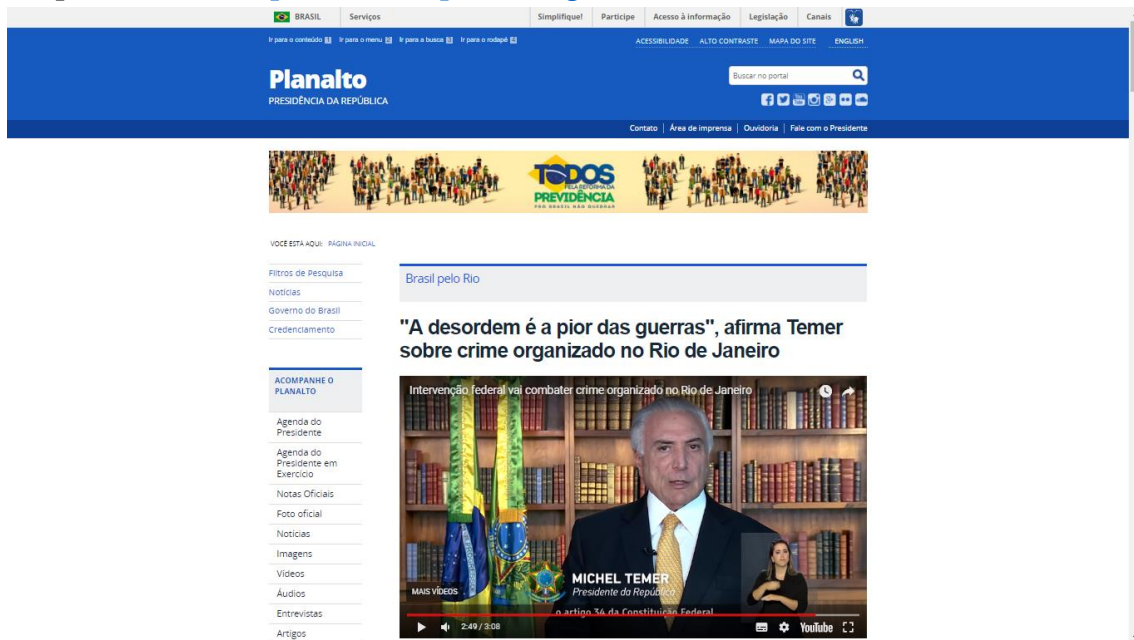 BRASIL Serviços Simplifique! Participe Acesso à informação Legislação Canais
Ir para o conteúdo 1 Ir para o menu 2 Ir para a busca 3 Ir para o rodapé 4 ACESSIBILIDADE ALTO CONTRASTE MAPA DO SITE ENGLISH
Planalto
PRESIDÊNCIA DA REPÚBLICA
Buscar no portal
Contato | Área de imprensa | Ouvidoria | Fale com o Presidente
TODOS
PELA REFORMA DA
PREVIDÊNCIA
PRO BRASIL NÃO QUEBRAR
VOCÊ ESTÁ AQUI: PÁGINA INICIAL
Filtros de Pesquisa
Notícias
Governo do Brasil
Credenciamento
ACOMPANHE O
PLANALTO
Agenda do
Presidente
Agenda do
Presidente em
Exercício
Notas Oficiais
Foto oficial
Notícias
Imagens
Vídeos
Áudios
Entrevistas
Artigos
Brasil pelo Rio
"A desordem é a pior das guerras", afirma Temer
sobre crime organizado no Rio de Janeiro
Intervenção federal vai combater crime organizado no Rio de Janeiro
MICHEL TEMER
Presidente da República
MAIS VÍDEOS
o artigo 34 da Constituição Federal
2:49 / 3:08 YouTube